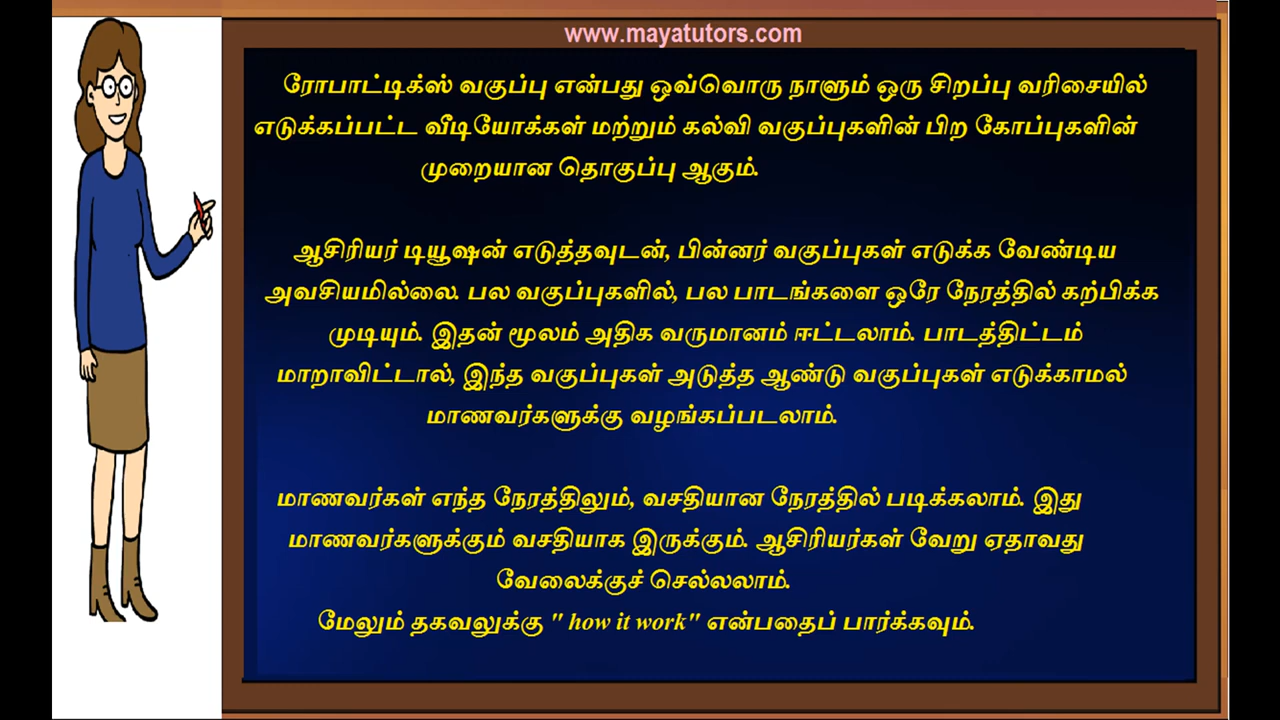 www.mayatutors.com
ரோபாட்டிக்ஸ் வகுப்பு என்பது ஒவ்வொரு நாளும் ஒரு சிறப்பு வரிசையில்
எடுக்கப்பட்ட வீடியோக்கள் மற்றும் கல்வி வகுப்புகளின் பிற கோப்புகளின்
முறையான தொகுப்பு ஆகும்.
ஆசிரியர் டியூஷன் எடுத்தவுடன், பின்னர் வகுப்புகள் எடுக்க வேண்டிய
அவசியமில்லை. பல வகுப்புகளில், பல பாடங்களை ஒரே நேரத்தில் கற்பிக்க
முடியும். இதன் மூலம் அதிக வருமானம் ஈட்டலாம். பாடத்திட்டம்
மாறாவிட்டால், இந்த வகுப்புகள் அடுத்த ஆண்டு வகுப்புகள் எடுக்காமல்
மாணவர்களுக்கு வழங்கப்படலாம்.
மாணவர்கள் எந்த நேரத்திலும், வசதியான நேரத்தில் படிக்கலாம். இது
மாணவர்களுக்கும் வசதியாக இருக்கும். ஆசிரியர்கள் வேறு ஏதாவது
வேலைக்குச் செல்லலாம்.
மேலும் தகவலுக்கு " how it work" என்பதைப் பார்க்கவும்.